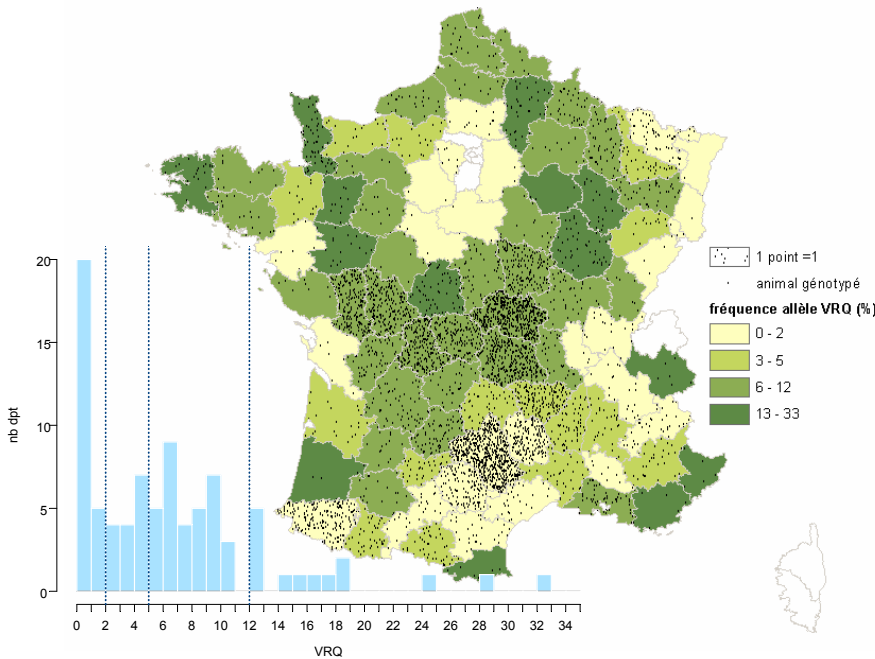 1 point =1
animal génotypé
fréquence allèle VRQ (%)
0 - 2
3 - 5
6 - 12
13 - 33
20
15
10
5
0
nb dpt
0 2 4 6 8 10 12 14 16 18 20 22 24 26 28 30 32 34
VRQ